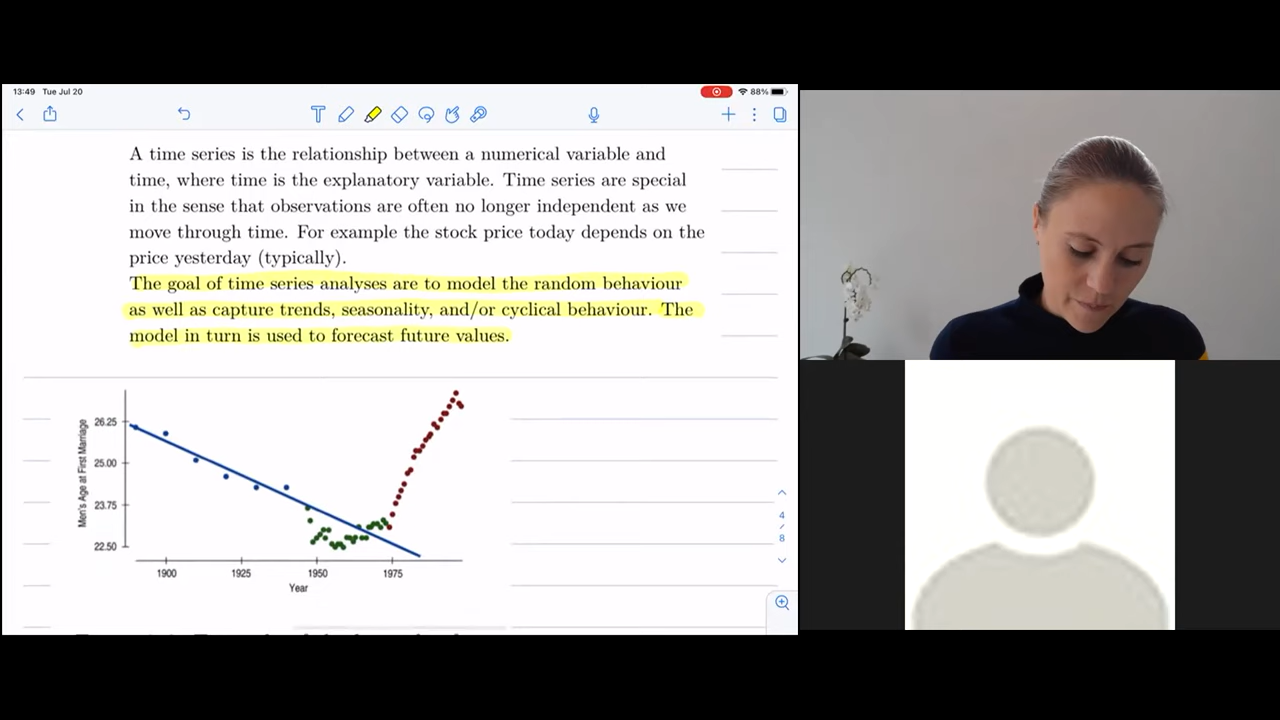 13:49 Tue Jul 20
88%
T
A time series is the relationship between a numerical variable and
time, where time is the explanatory variable. Time series are special
in the sense that observations are often no longer independent as we
move through time. For example the stock price today depends on the
price yesterday (typically).
The goal of time series analyses are to model the random behaviour
as well as capture trends, seasonality, and/or cyclical behaviour. The
model in turn is used to forecast future values.
Men's Age at First Marriage
26.25
25.00
23.75
22.50
1900 1925 1950 1975
Year
4
/
8